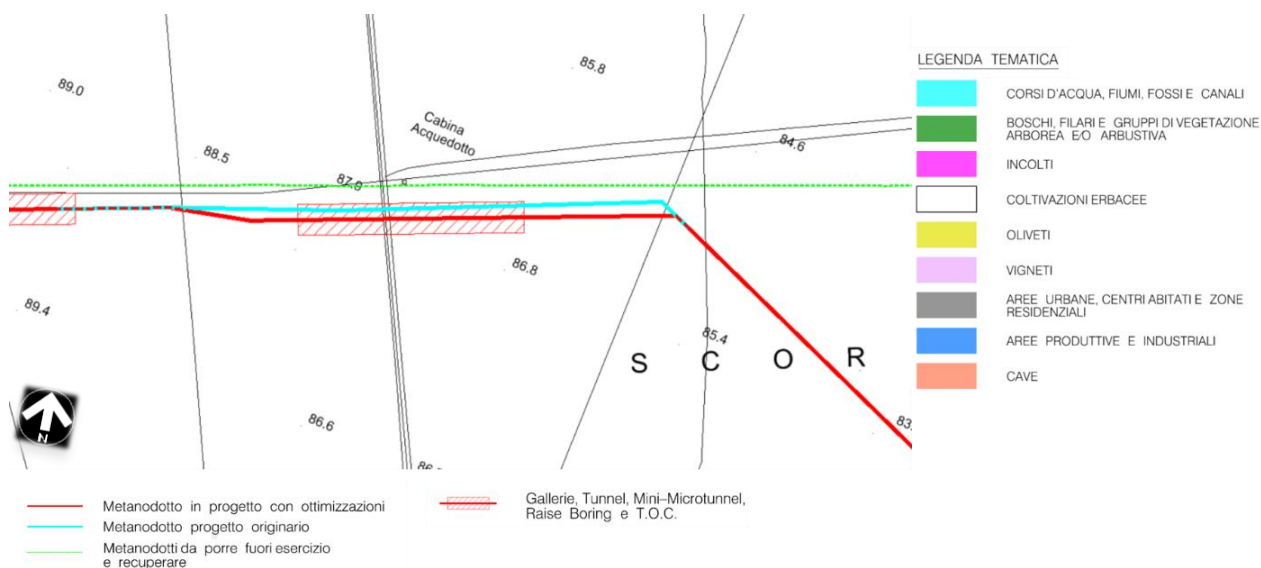 89.0
85.8
Cabina
Acquedotto
88.5
84.6
87.9
86.8
89.4
85.4
S C O R
86.6
N
LEGENDA TEMATICA
CORSI D'ACQUA, FIUMI, FOSSI E CANALI
BOSCHI, FILARI E GRUPPI DI VEGETAZIONE
ARBOREA E/O ARBUSTIVA
INCOLTI
COLTIVAZIONI ERBACEE
OLIVETI
VIGNETI
AREE URBANE, CENTRI ABITATI E ZONE
RESIDENZIALI
AREE PRODUTTIVE E INDUSTRIALI
CAVE
Metanodotto in progetto con ottimizzazioni
Metanodotto progetto originario
Metanodotti da porre fuori esercizio
e recuperare
Gallerie, Tunnel, Mini-Microtunnel,
Raise Boring e T.O.C.